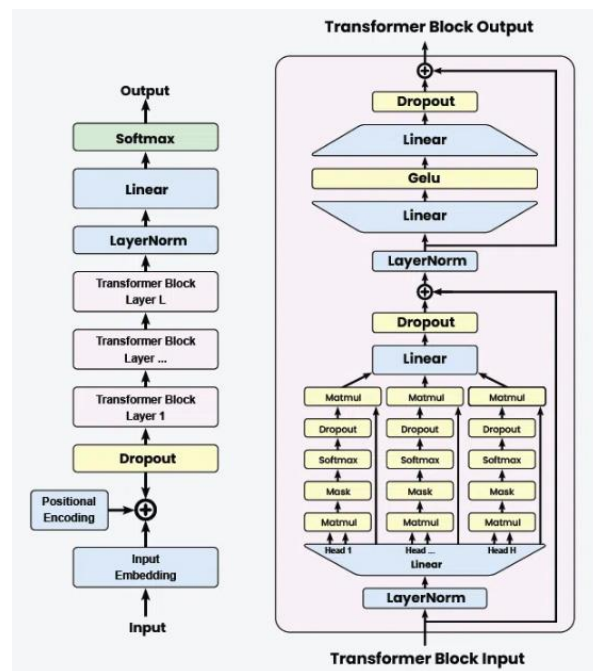 Output
Softmax
Linear
LayerNorm
Transformer Block
Layer L
Transformer Block
Layer ...
Transformer Block
Layer 1
Dropout
Positional
Encoding
Input
Embedding
Input
Transformer Block Output
Dropout
Linear
Gelu
Linear
LayerNorm
Dropout
Linear
Matmul Matmul Matmul
Dropout Dropout Dropout
Softmax Softmax Softmax
Mask Mask Mask
Matmul Matmul Matmul
Head 1 Head ... Head H
Linear
LayerNorm
Transformer Block Input